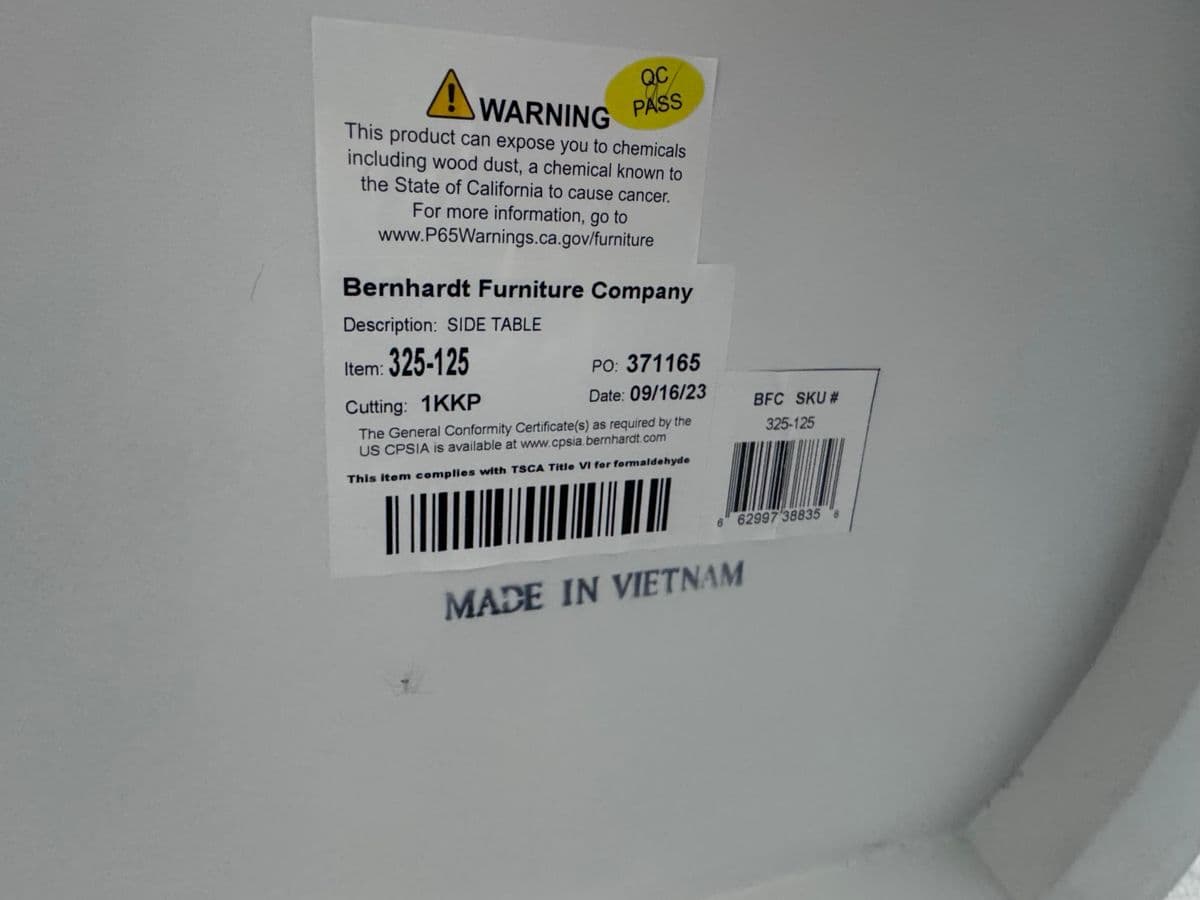 QC
PASS
WARNING
This product can expose you to chemicals
including wood dust, a chemical known to
the State of California to cause cancer.
For more information, go to
www.P65Warnings.ca.gov/furniture
Bernhardt Furniture Company
Description: SIDE TABLE
Item: 325-125
PO: 371165
Cutting: 1KKP
Date: 09/16/23
The General Conformity Certificate(s) as required by the
US CPSIA is available at www.cpsia.bernhardt.com
This item complies with TSCA Title VI for formaldehyde
BFC SKU #
325-125
6 62997 38835 8
MADE IN VIETNAM